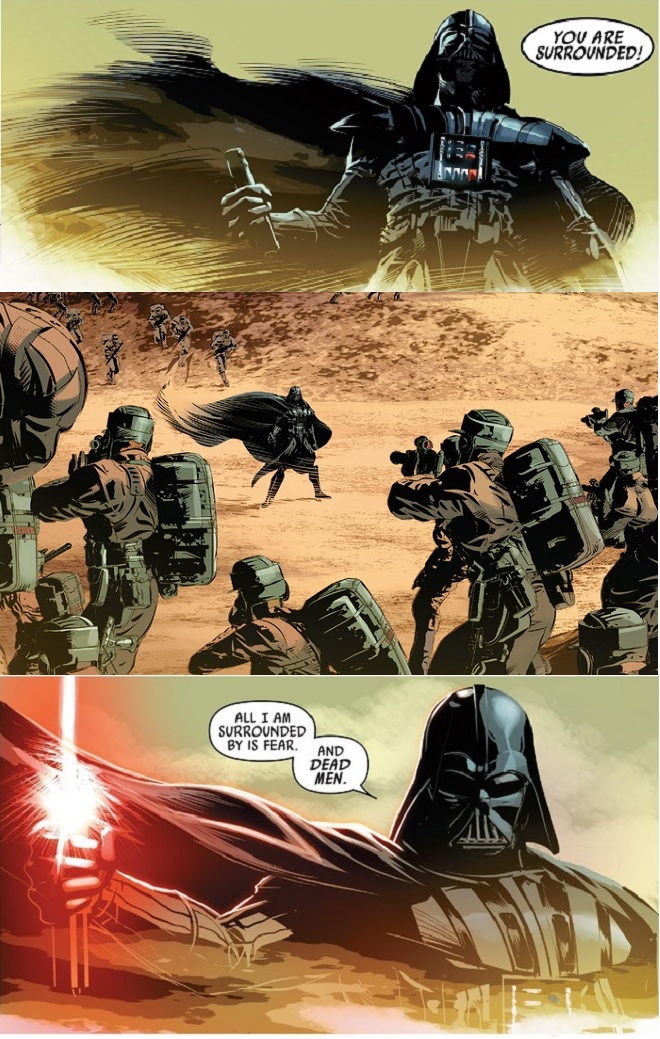 YOU ARE
SURROUNDED!
ALL I AM
SURROUNDED
BY IS FEAR.
AND
DEAD
MEN.